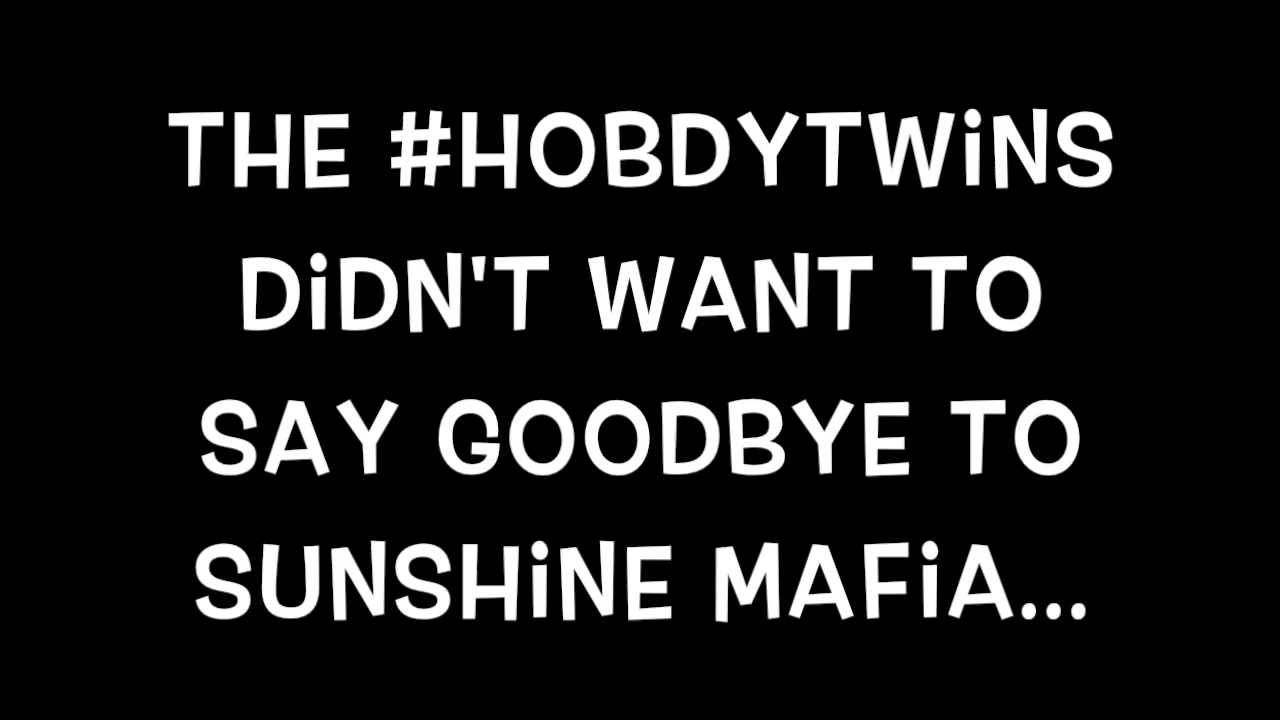 THE #HOBDYTWiNS
DiDN'T WANT TO
SAY GOODBYE TO
SUNSHiNE MAFiA...